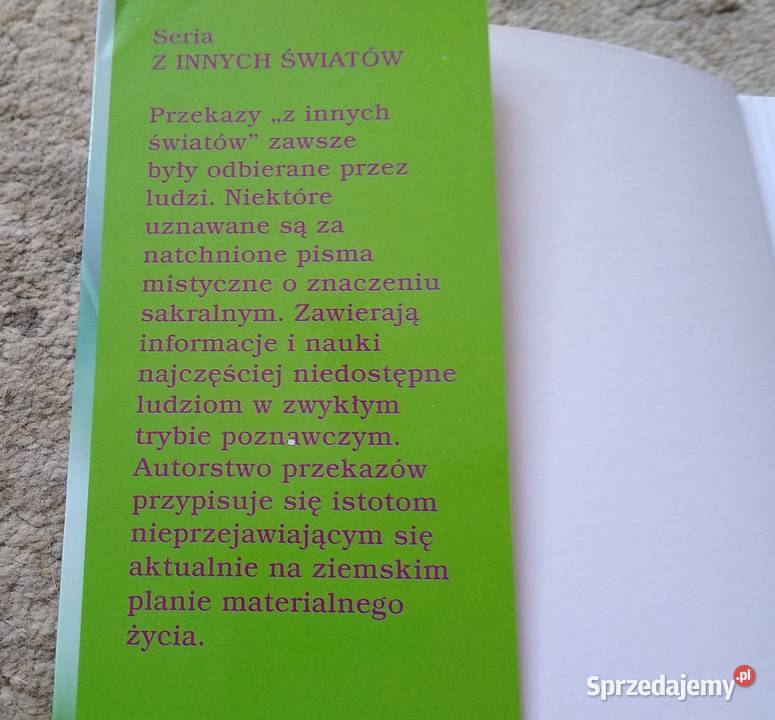 Seria
Z INNYCH ŚWIATÓW
Przekazy „z innych
światów” zawsze
były odbierane przez
ludzi. Niektóre
uznawane są za
natchnione pisma
mistyczne o znaczeniu
sakralnym. Zawierają
informacje i nauki
najczęściej niedostępne
ludziom w zwykłym
trybie poznawczym.
Autorstwo przekazów
przypisuje się istotom
nieprzejawiającym się
aktualnie na ziemskim
planie materialnego
życia.
Sprzedajemy.pl